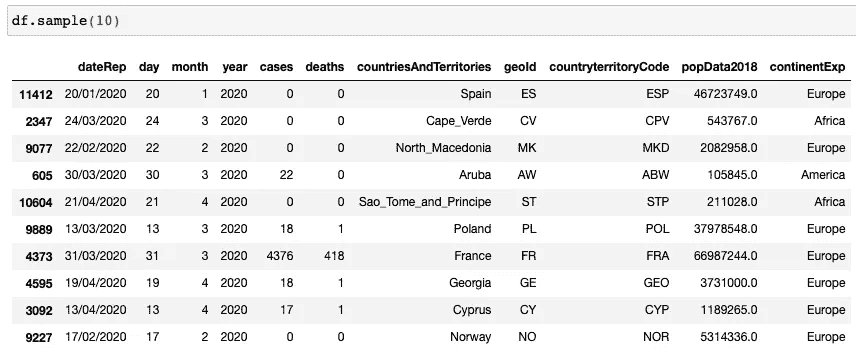 df.sample(10)
dateRep day month year cases deaths countriesAndTerritories geoId countryterritoryCode popData2018 continentExp
11412 20/01/2020 20 1 2020 0 0 Spain ES ESP 46723749.0 Europe
2347 24/03/2020 24 3 2020 0 0 Cape_Verde CV CPV 543767.0 Africa
9077 22/02/2020 22 2 2020 0 0 North_Macedonia MK MKD 2082958.0 Europe
605 30/03/2020 30 3 2020 22 0 Aruba AW ABW 105845.0 America
10604 21/04/2020 21 4 2020 0 0 Sao_Tome_and_Principe ST STP 211028.0 Africa
9889 13/03/2020 13 3 2020 18 1 Poland PL POL 37978548.0 Europe
4373 31/03/2020 31 3 2020 4376 418 France FR FRA 66987244.0 Europe
4595 19/04/2020 19 4 2020 18 1 Georgia GE GEO 3731000.0 Europe
3092 13/04/2020 13 4 2020 17 1 Cyprus CY CYP 1189265.0 Europe
9227 17/02/2020 17 2 2020 0 0 Norway NO NOR 5314336.0 Europe